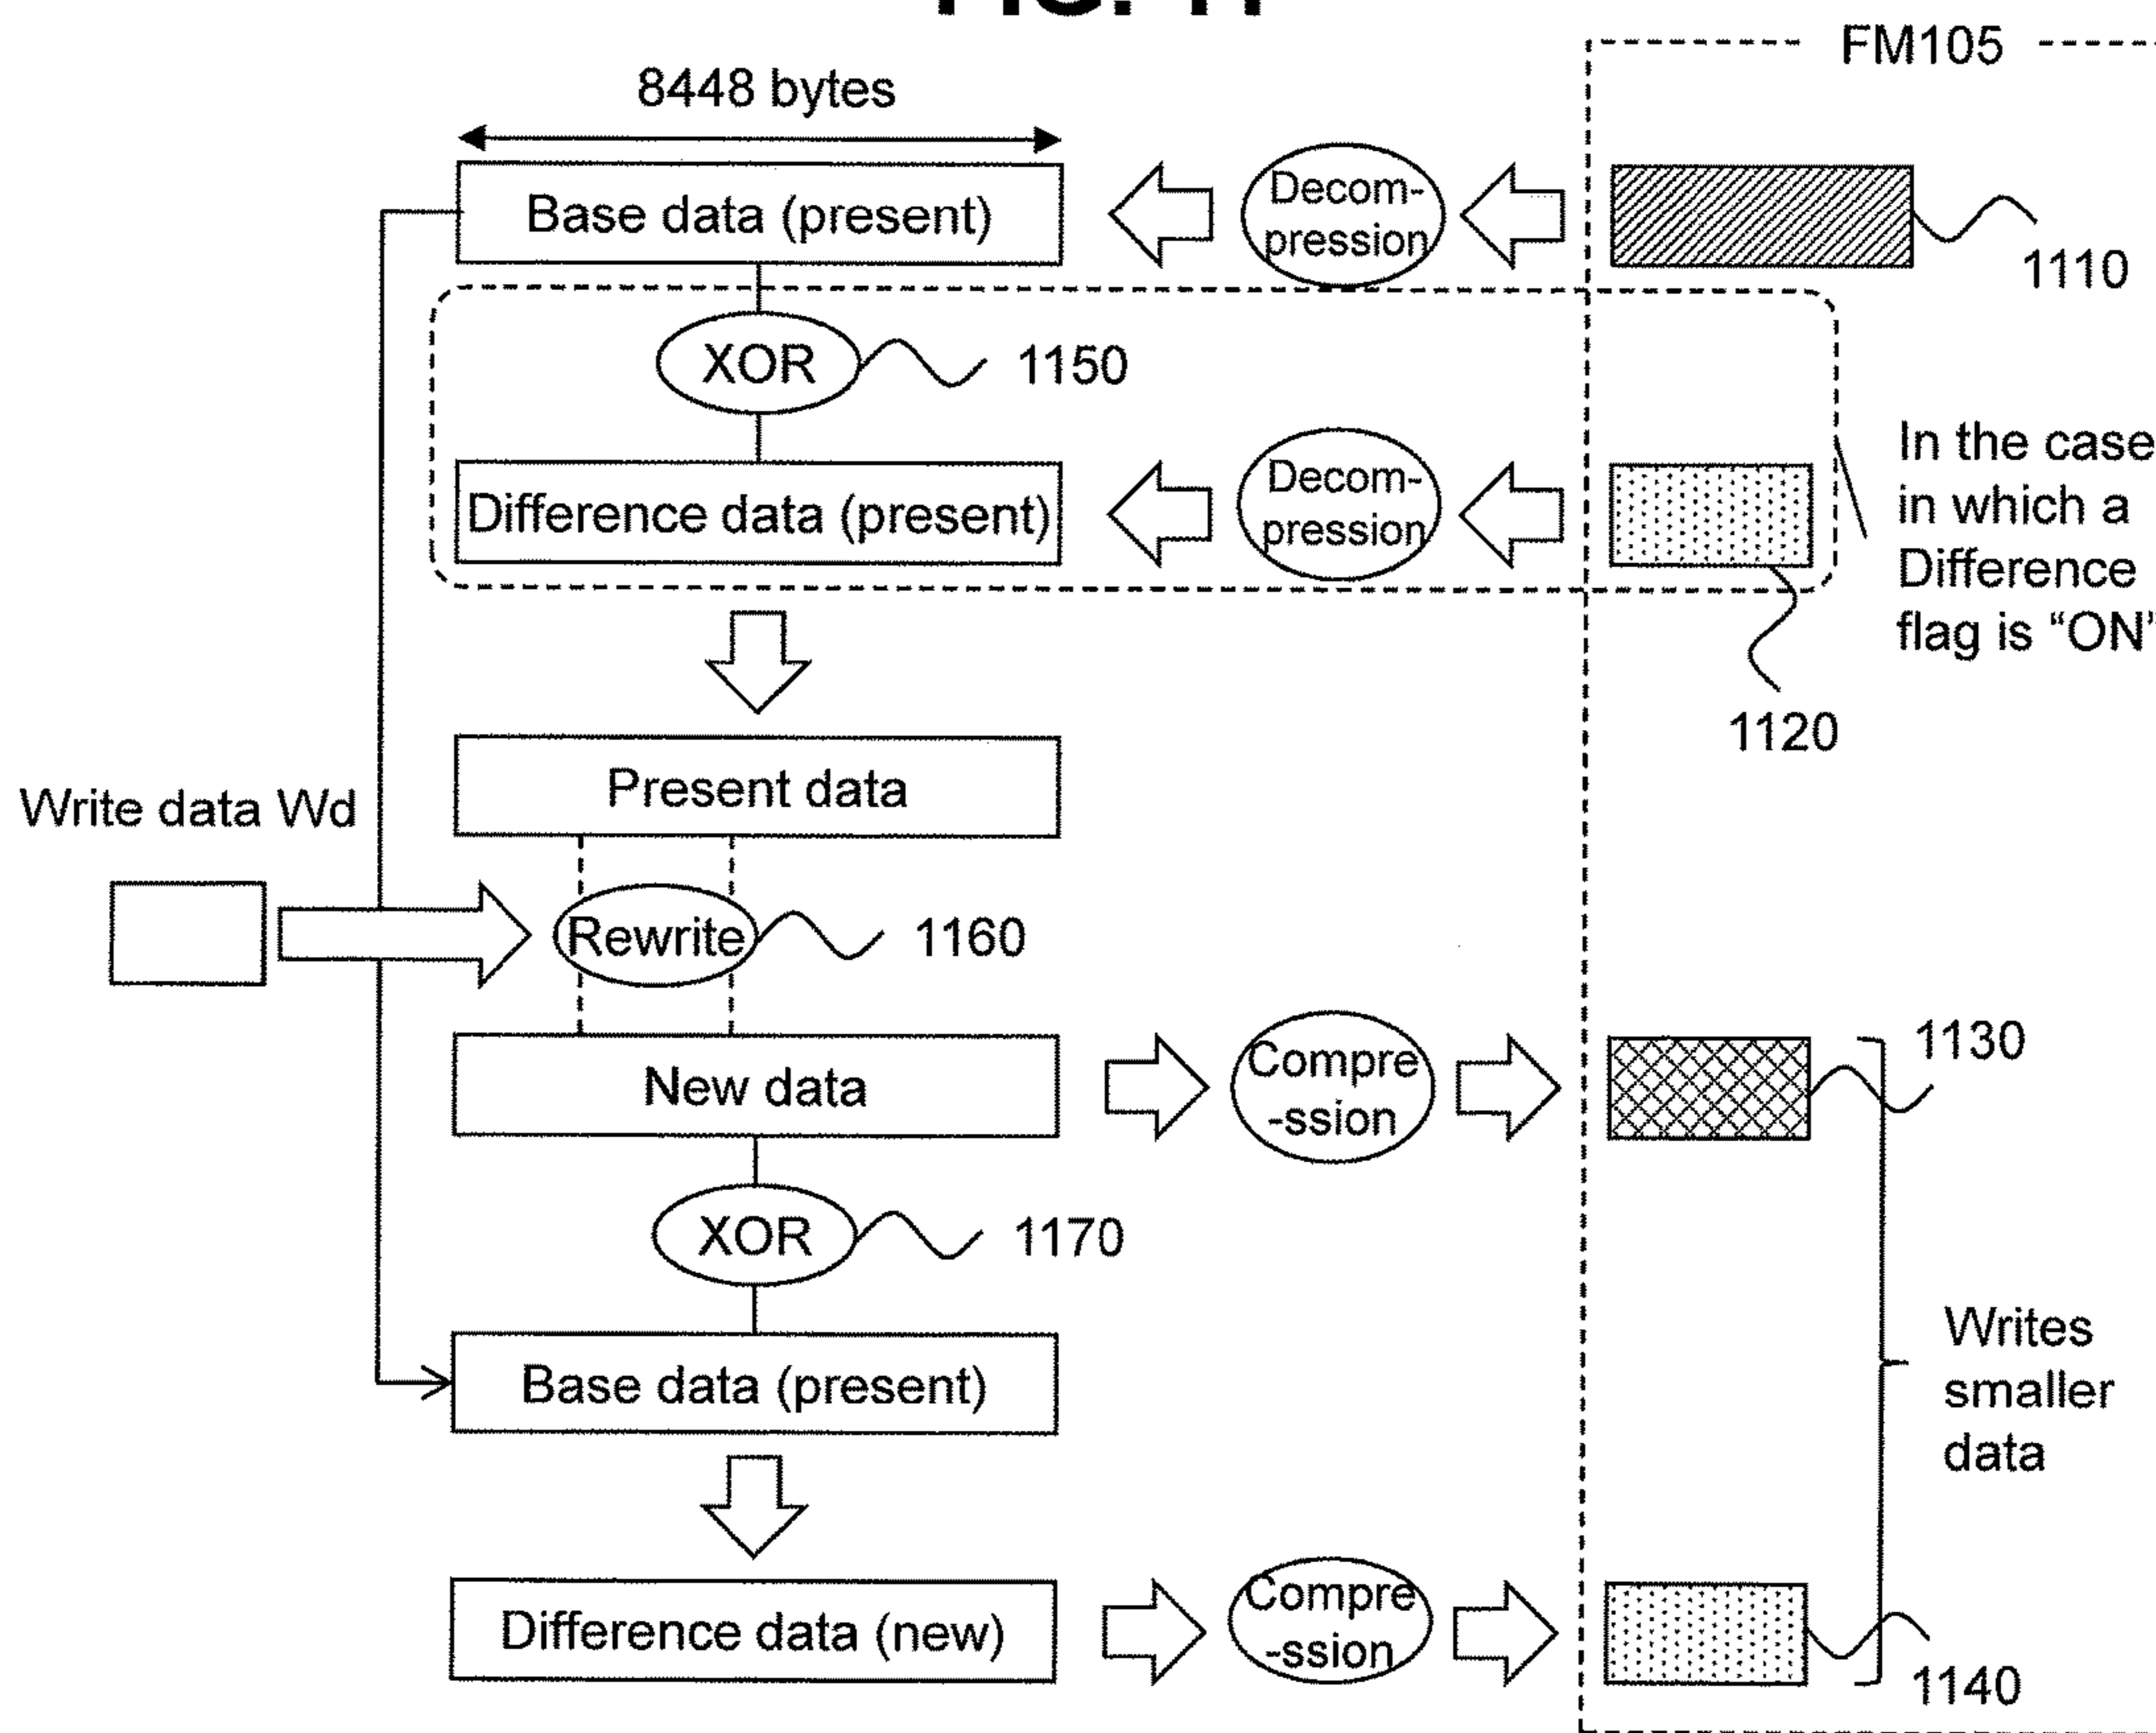 FM105
8448 bytes
Base data (present)
Decom-
pression
1110
XOR
1150
Difference data (present)
Decom-
pression
In the case
in which a
Difference
flag is “ON”
1120
Present data
Write data Wd
Rewrite
1160
New data
Compre
-ssion
1130
XOR
1170
Writes
smaller
data
Base data (present)
Difference data (new)
Compre
-ssion
1140